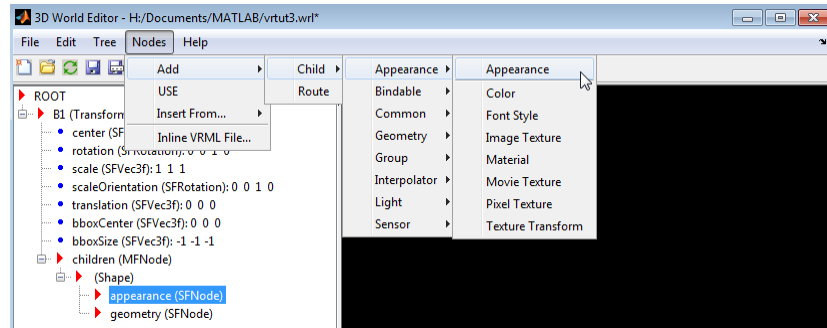 3D World Editor - H:/Documents/MATLAB/vrtut3.wrl*
File Edit Tree Nodes Help
Add
USE
Insert From...
Inline VRML File...
Child
Route
Appearance
Bindable
Common
Geometry
Group
Interpolator
Light
Sensor
Appearance
Color
Font Style
Image Texture
Material
Movie Texture
Pixel Texture
Texture Transform
ROOT
B1 (Transform
center (SF
rotation (SFRotation): 0 0 1 0
scale (SFVec3f): 1 1 1
scaleOrientation (SFRotation): 0 0 1 0
translation (SFVec3f): 0 0 0
bboxCenter (SFVec3f): 0 0 0
bboxSize (SFVec3f): -1 -1 -1
children (MFNode)
(Shape)
appearance (SFNode)
geometry (SFNode)